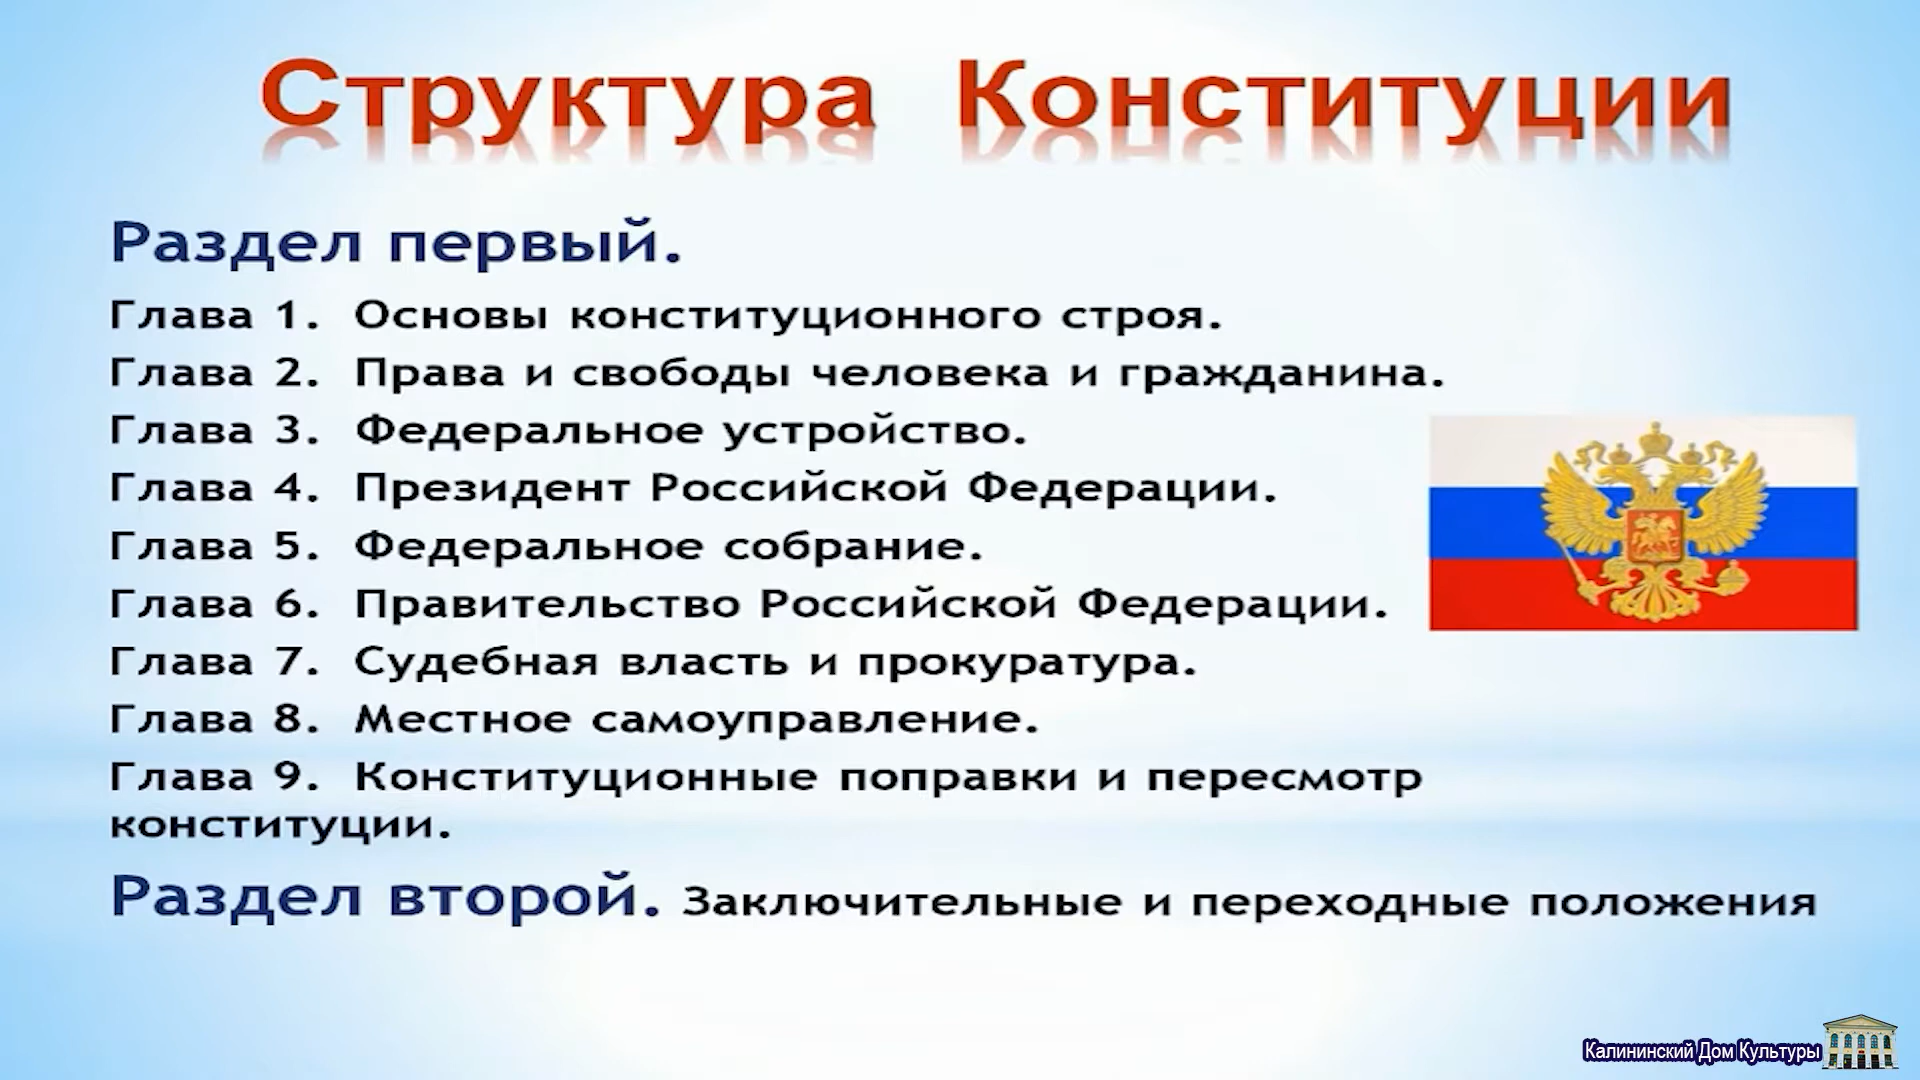 Структура Конституции
Раздел первый.
Глава 1. Основы конституционного строя.
Глава 2. Права и свободы человека и гражданина.
Глава 3. Федеральное устройство.
Глава 4. Президент Российской Федерации.
Глава 5. Федеральное собрание.
Глава 6. Правительство Российской Федерации.
Глава 7. Судебная власть и прокуратура.
Глава 8. Местное самоуправление.
Глава 9. Конституционные поправки и пересмотр
конституции.
Раздел второй. Заключительные и переходные положения
Калининский Дом Культуры